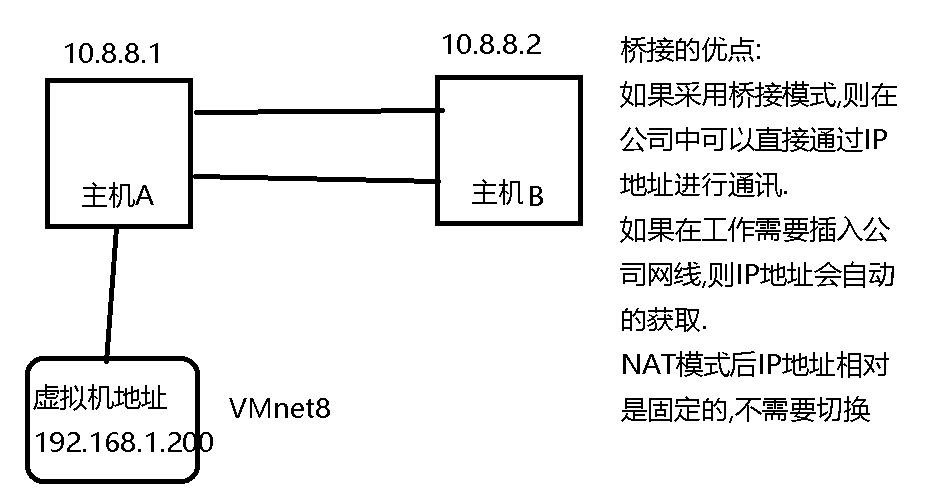 10.8.8.1
10.8.8.2
主机A
主机B
虚拟机地址
192.168.1.200
VMnet8
桥接的优点:
如果采用桥接模式,则在
公司中可以直接通过IP
地址进行通讯.
如果在工作需要插入公
司网线,则IP地址会自动
的获取.
NAT模式后IP地址相对
是固定的,不需要切换